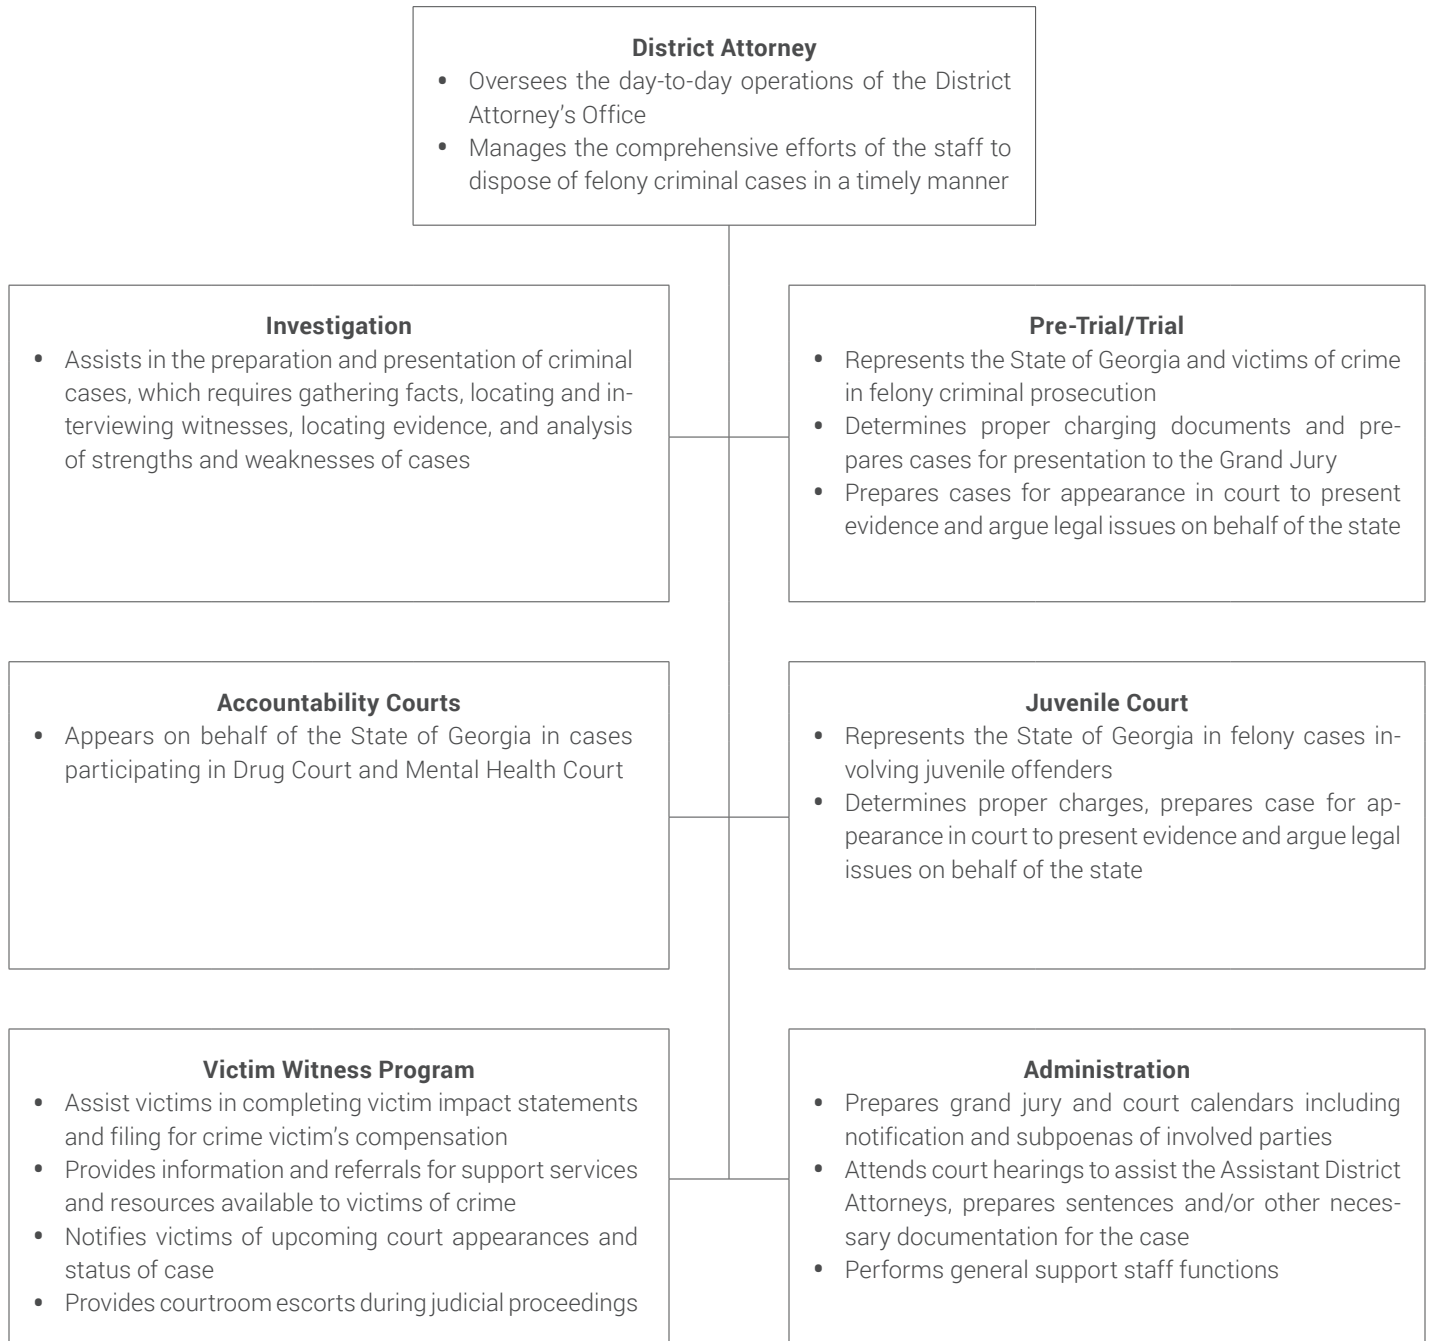 District Attorney
• Oversees the day-to-day operations of the District
Attorney’s Office
• Manages the comprehensive efforts of the staff to
dispose of felony criminal cases in a timely manner
Investigation
• Assists in the preparation and presentation of criminal
cases, which requires gathering facts, locating and in-
terviewing witnesses, locating evidence, and analysis
of strengths and weaknesses of cases
Pre-Trial/Trial
• Represents the State of Georgia and victims of crime
in felony criminal prosecution
• Determines proper charging documents and pre-
pares cases for presentation to the Grand Jury
• Prepares cases for appearance in court to present
evidence and argue legal issues on behalf of the state
Accountability Courts
• Appears on behalf of the State of Georgia in cases
participating in Drug Court and Mental Health Court
Juvenile Court
• Represents the State of Georgia in felony cases in-
volving juvenile offenders
• Determines proper charges, prepares case for ap-
pearance in court to present evidence and argue legal
issues on behalf of the state
Victim Witness Program
• Assist victims in completing victim impact statements
and filing for crime victim’s compensation
• Provides information and referrals for support services
and resources available to victims of crime
• Notifies victims of upcoming court appearances and
status of case
• Provides courtroom escorts during judicial proceedings
Administration
• Prepares grand jury and court calendars including
notification and subpoenas of involved parties
• Attends court hearings to assist the Assistant District
Attorneys, prepares sentences and/or other neces-
sary documentation for the case
• Performs general support staff functions